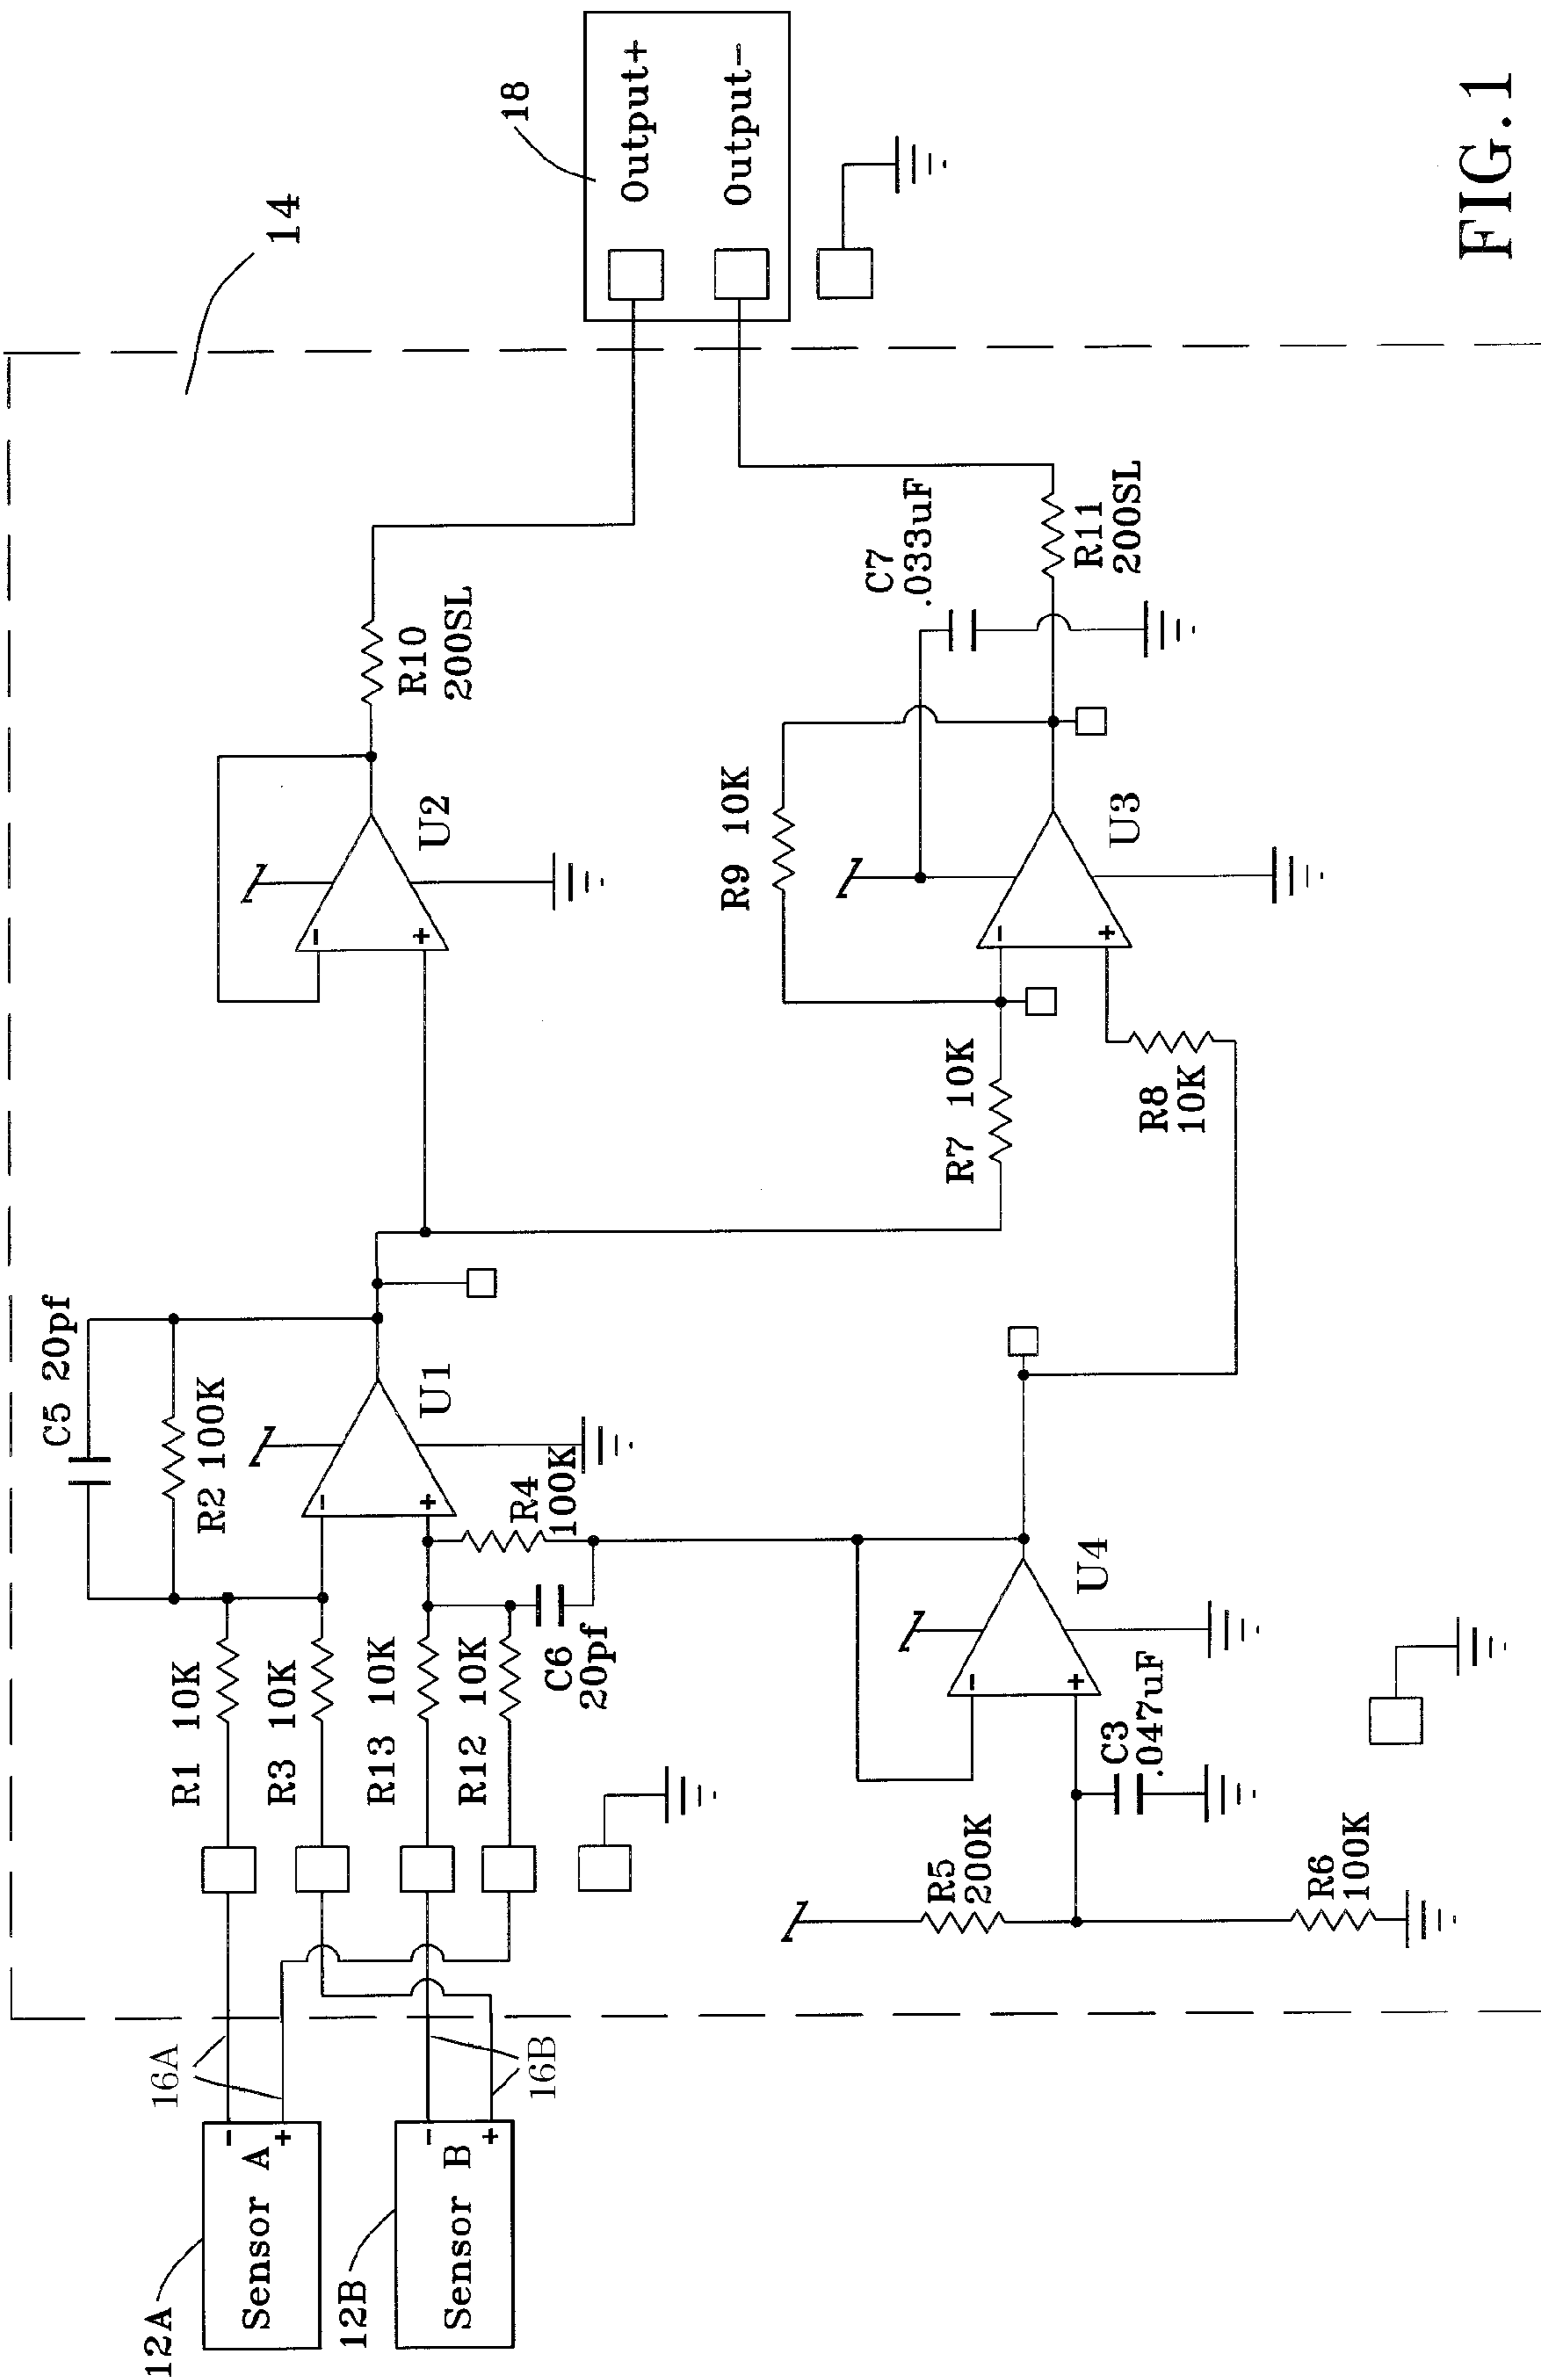 14
18
Output+
Output-
C5 20pf
R2 100K
R1 10K
R3 10K
R13 10K
R12 10K
C6
20pf
R4
100K
-
+
U1
-
+
U2
R10
200SL
R9 10K
R7 10K
R8
10K
-
+
U3
C7
.033uF
R11
200SL
-
+
U4
C3
.047uF
R5
200K
R6
100K
16A
16B
12A
Sensor A
-
+
12B
Sensor B
-
+
FIG.1